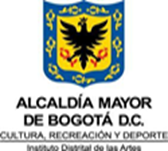 ALCALDÍA MAYOR
DE BOGOTÁ D.C.
CULTURA, RECREACIÓN Y DEPORTE
Instituto Distrital de las Artes